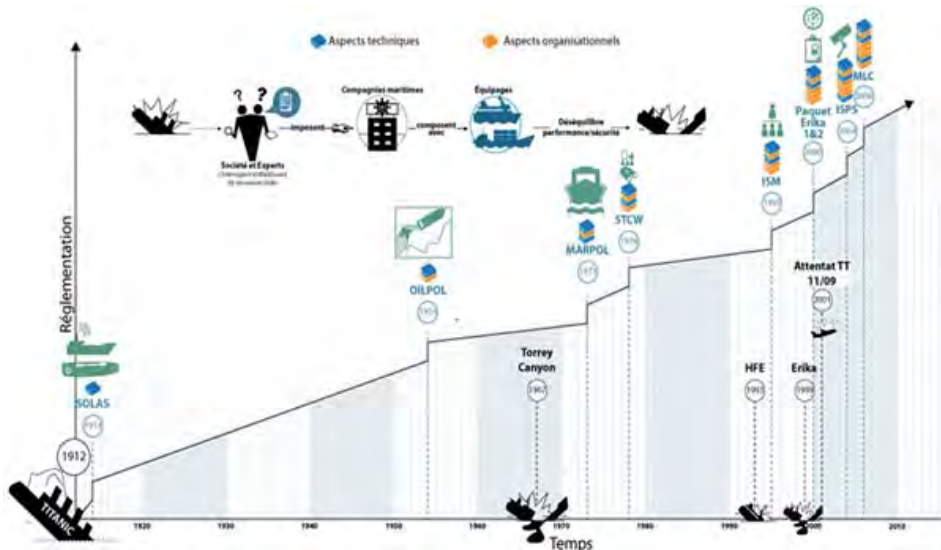 Aspects techniques
Aspects organisationnels
? ?
Compagnies maritimes
Équipages
imposent
composent
avec
Déséquilibre
performance/sécurité
Société et Experts
Réglementation
SOLAS
1912
TITANIC
OILPOL
MARPOL
STCW
ISM
Paquet
Erika
1&2
ISPS
MLC
Attentat TT
11/09
2001
Torrey
Canyon
1967
HFE
Erika
1999
1920
1930
1940
1950
1960
1970
1980
1990
2000
2010
Temps